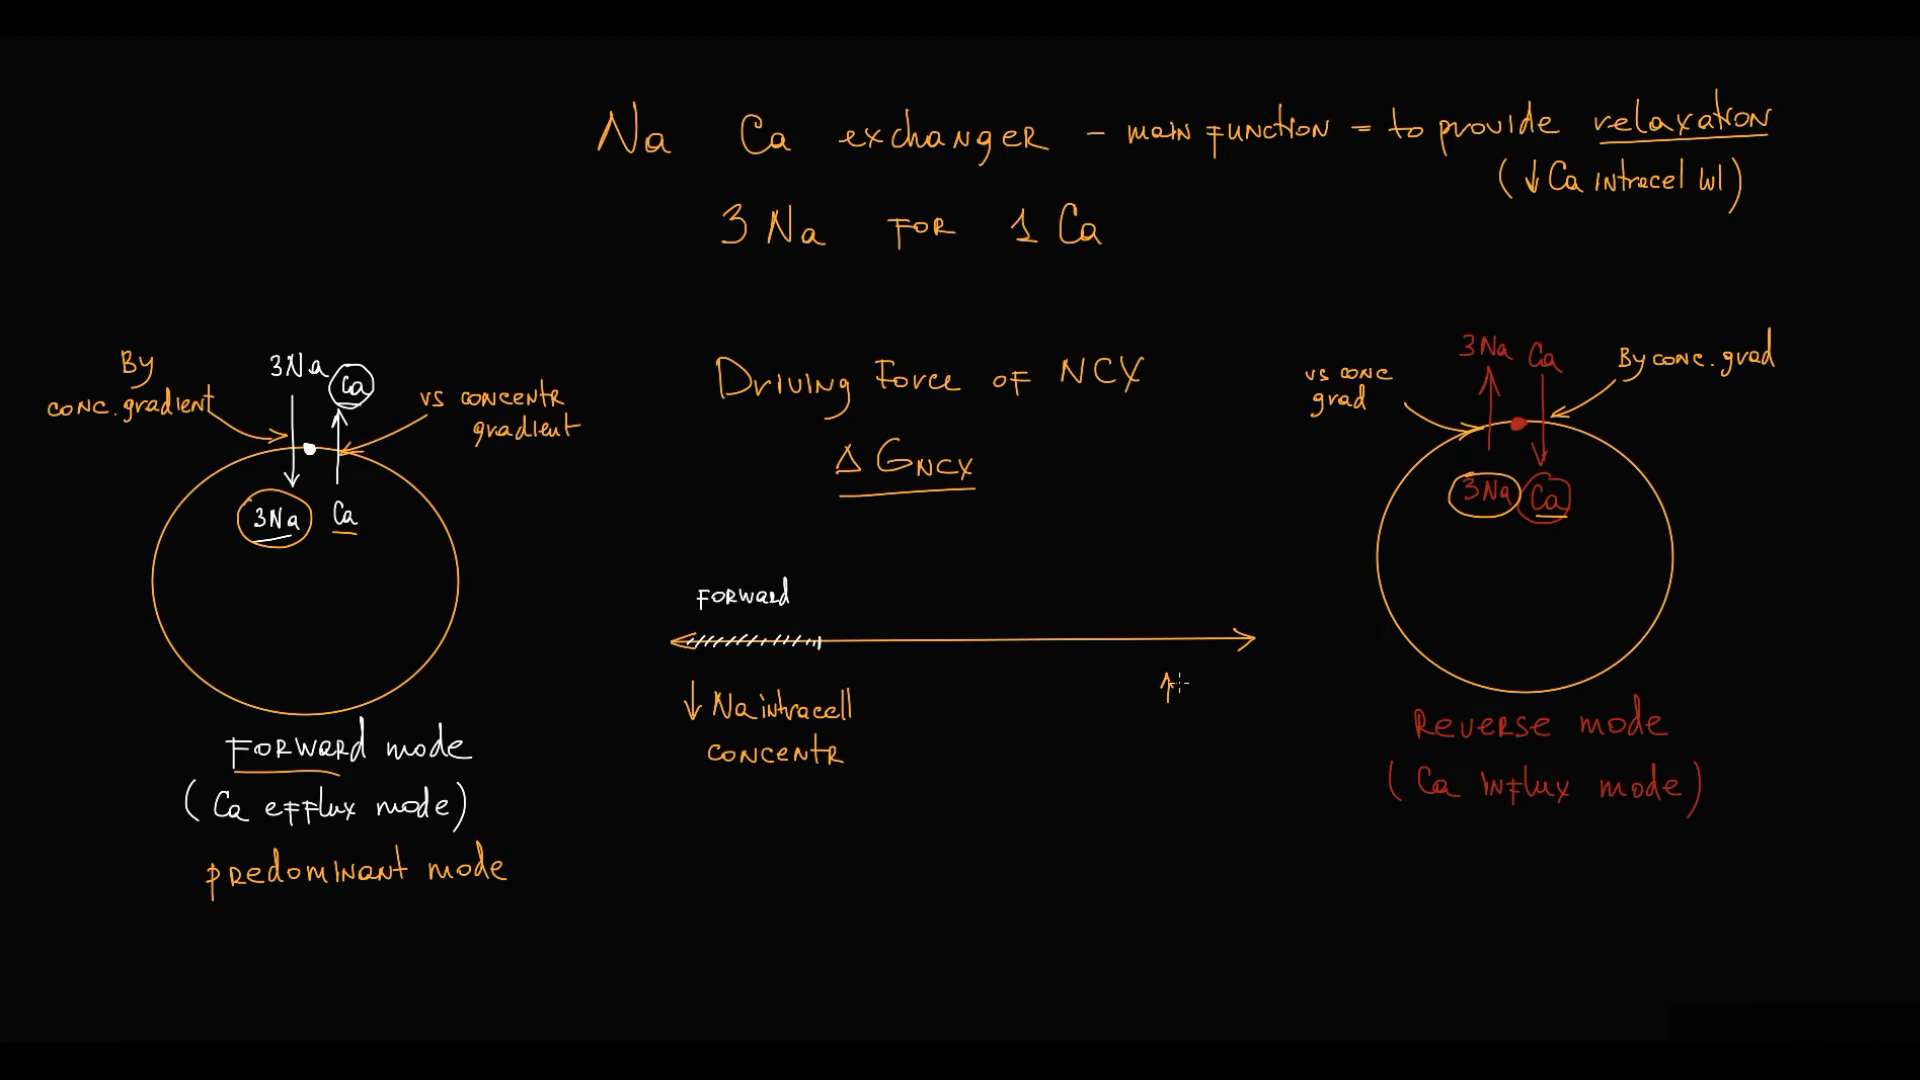 Na Ca exchanger - main function = to provide relaxation
(↓ Ca intracel lvl)
3 Na for 1 Ca
By
conc. gradient
3Na Ca
vs concentr
gradient
3Na Ca
Forward mode
(Ca efflux mode)
predominant mode
Driving Force of NCX
Δ GNCX
Forward
↓ Na intracell
concentr
↑
vs conc
grad
3Na Ca
By conc. grad
3Na Ca
Reverse mode
(Ca influx mode)